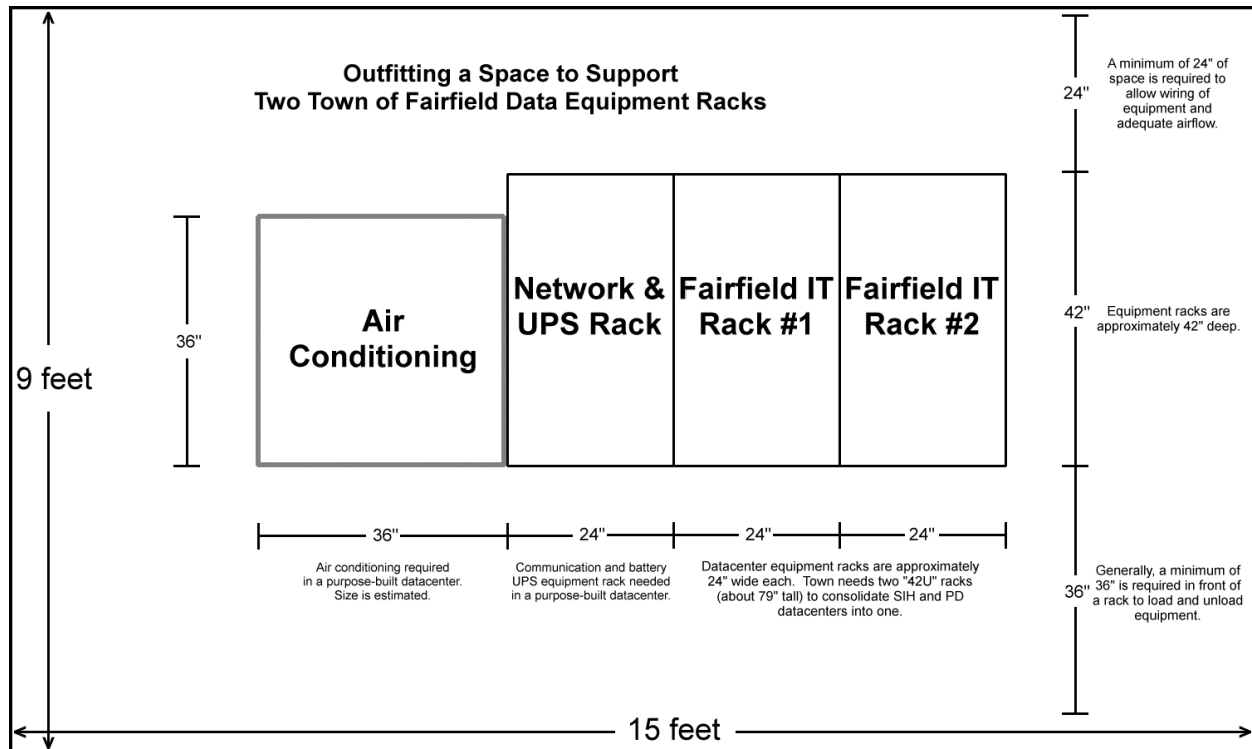 Outfitting a Space to Support
Two Town of Fairfield Data Equipment Racks
24"
A minimum of 24" of
space is required to
allow wiring of
equipment and
adequate airflow.
36"
Air
Conditioning
Network &
UPS Rack
Fairfield IT
Rack #1
Fairfield IT
Rack #2
42"
Equipment racks are
approximately 42" deep.
9 feet
36"
24"
24"
24"
Air conditioning required
in a purpose-built datacenter.
Size is estimated.
Communication and battery
UPS equipment rack needed
in a purpose-built datacenter.
Datacenter equipment racks are approximately
24" wide each.  Town needs two "42U" racks
(about 79" tall) to consolidate SIH and PD
datacenters into one.
36"
Generally, a minimum of
36" is required in front of
a rack to load and unload
equipment.
15 feet